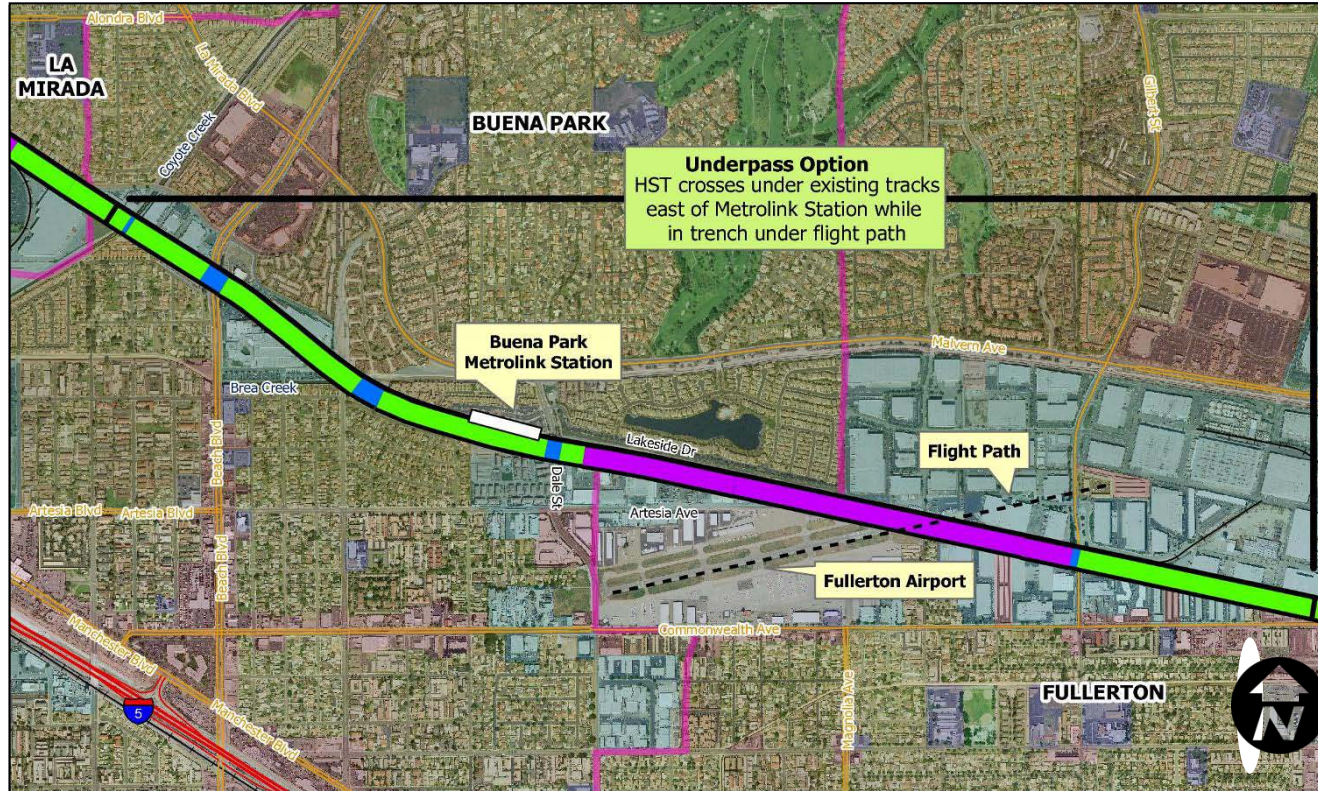 Alondra Blvd
LA
MIRADA
La Mirada Blvd
Coyote Creek
BUENA PARK
Gilbert St
Underpass Option
HST crosses under existing tracks
east of Metrolink Station while
in trench under flight path
Buena Park
Metrolink Station
Malvern Ave
Brea Creek
Beach Blvd
Lakeside Dr
Flight Path
Dale St
Artesia Blvd
Artesia Blvd
Artesia Ave
Fullerton Airport
Beach Blvd
Manchester Blvd
Commonwealth Ave
Magnolia Ave
FULLERTON
5
Manchester Blvd
N